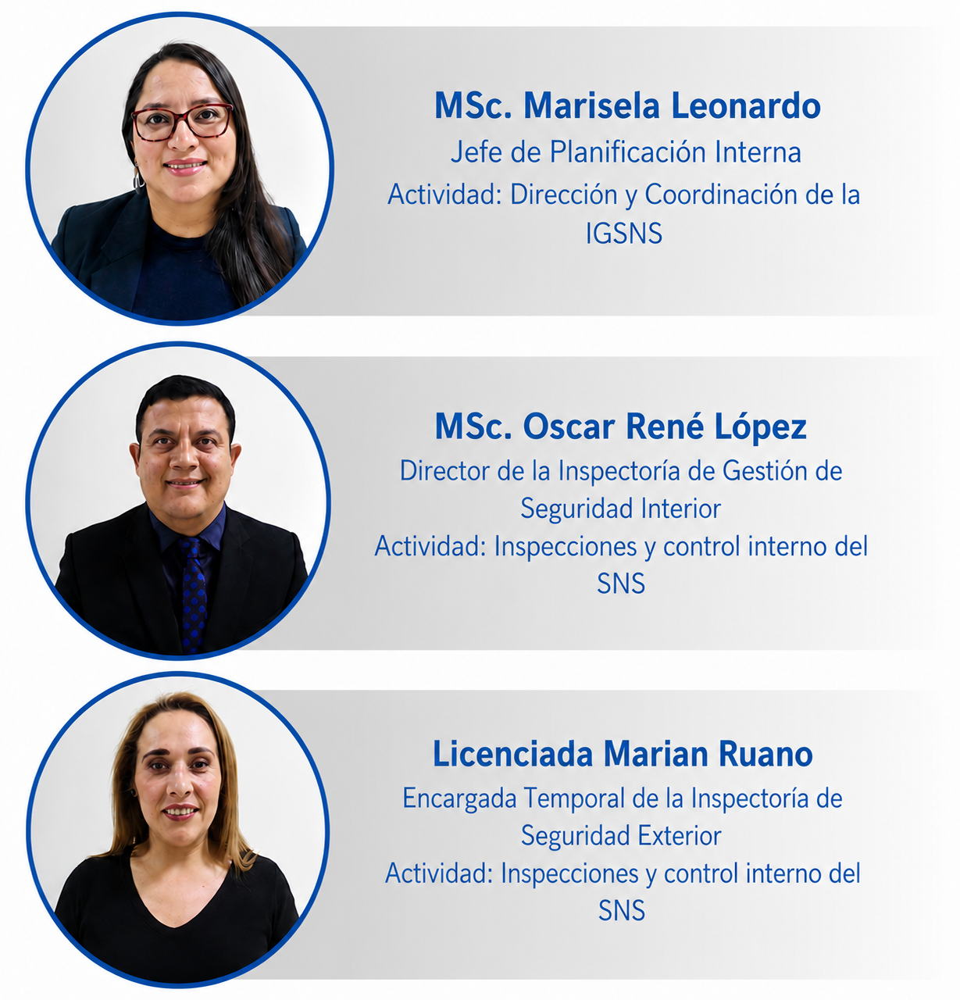 MSc. Marisela Leonardo
Jefe de Planificación Interna
Actividad: Dirección y Coordinación de la
IGSNS
MSc. Oscar René López
Director de la Inspectoría de Gestión de
Seguridad Interior
Actividad: Inspecciones y control interno del
SNS
Licenciada Marian Ruano
Encargada Temporal de la Inspectoría de
Seguridad Exterior
Actividad: Inspecciones y control interno del
SNS